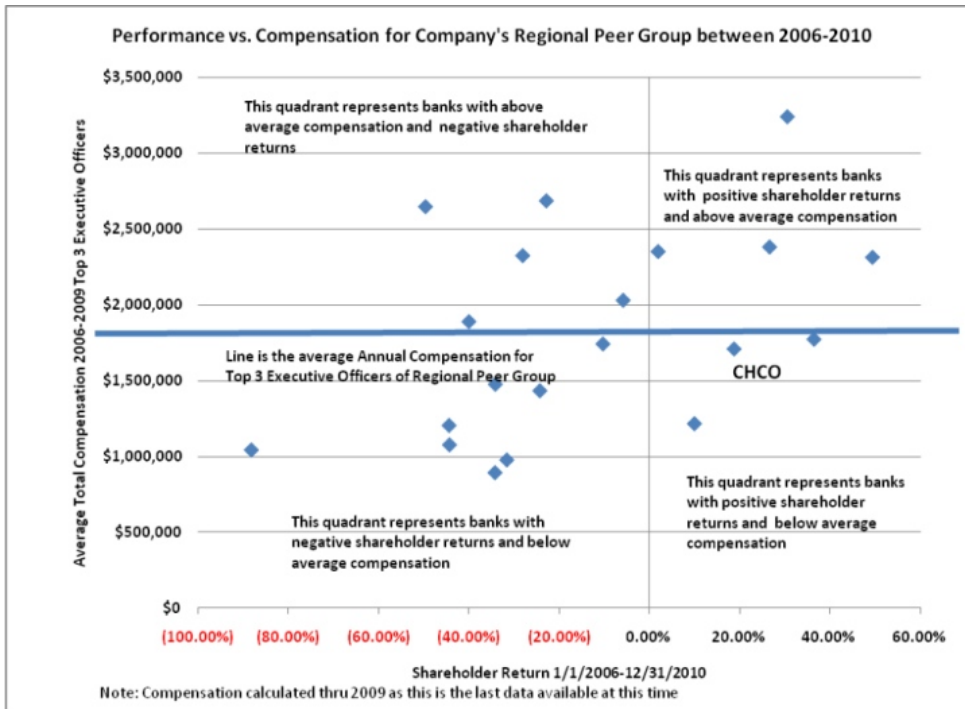 Performance vs. Compensation for Company's Regional Peer Group between 2006-2010
Average Total Compensation 2006-2009 Top 3 Executive Officers
$3,500,000
$3,000,000
$2,500,000
$2,000,000
$1,500,000
$1,000,000
$500,000
$0
This quadrant represents banks with above
average compensation and negative shareholder
returns
This quadrant represents banks
with positive shareholder returns
and above average compensation
Line is the average Annual Compensation for
Top 3 Executive Officers of Regional Peer Group
CHCO
This quadrant represents banks with
negative shareholder returns and below
average compensation
This quadrant represents banks
with positive shareholder
returns and below average
compensation
(100.00%) (80.00%) (60.00%) (40.00%) (20.00%) 0.00% 20.00% 40.00% 60.00%
Shareholder Return 1/1/2006-12/31/2010
Note: Compensation calculated thru 2009 as this is the last data available at this time